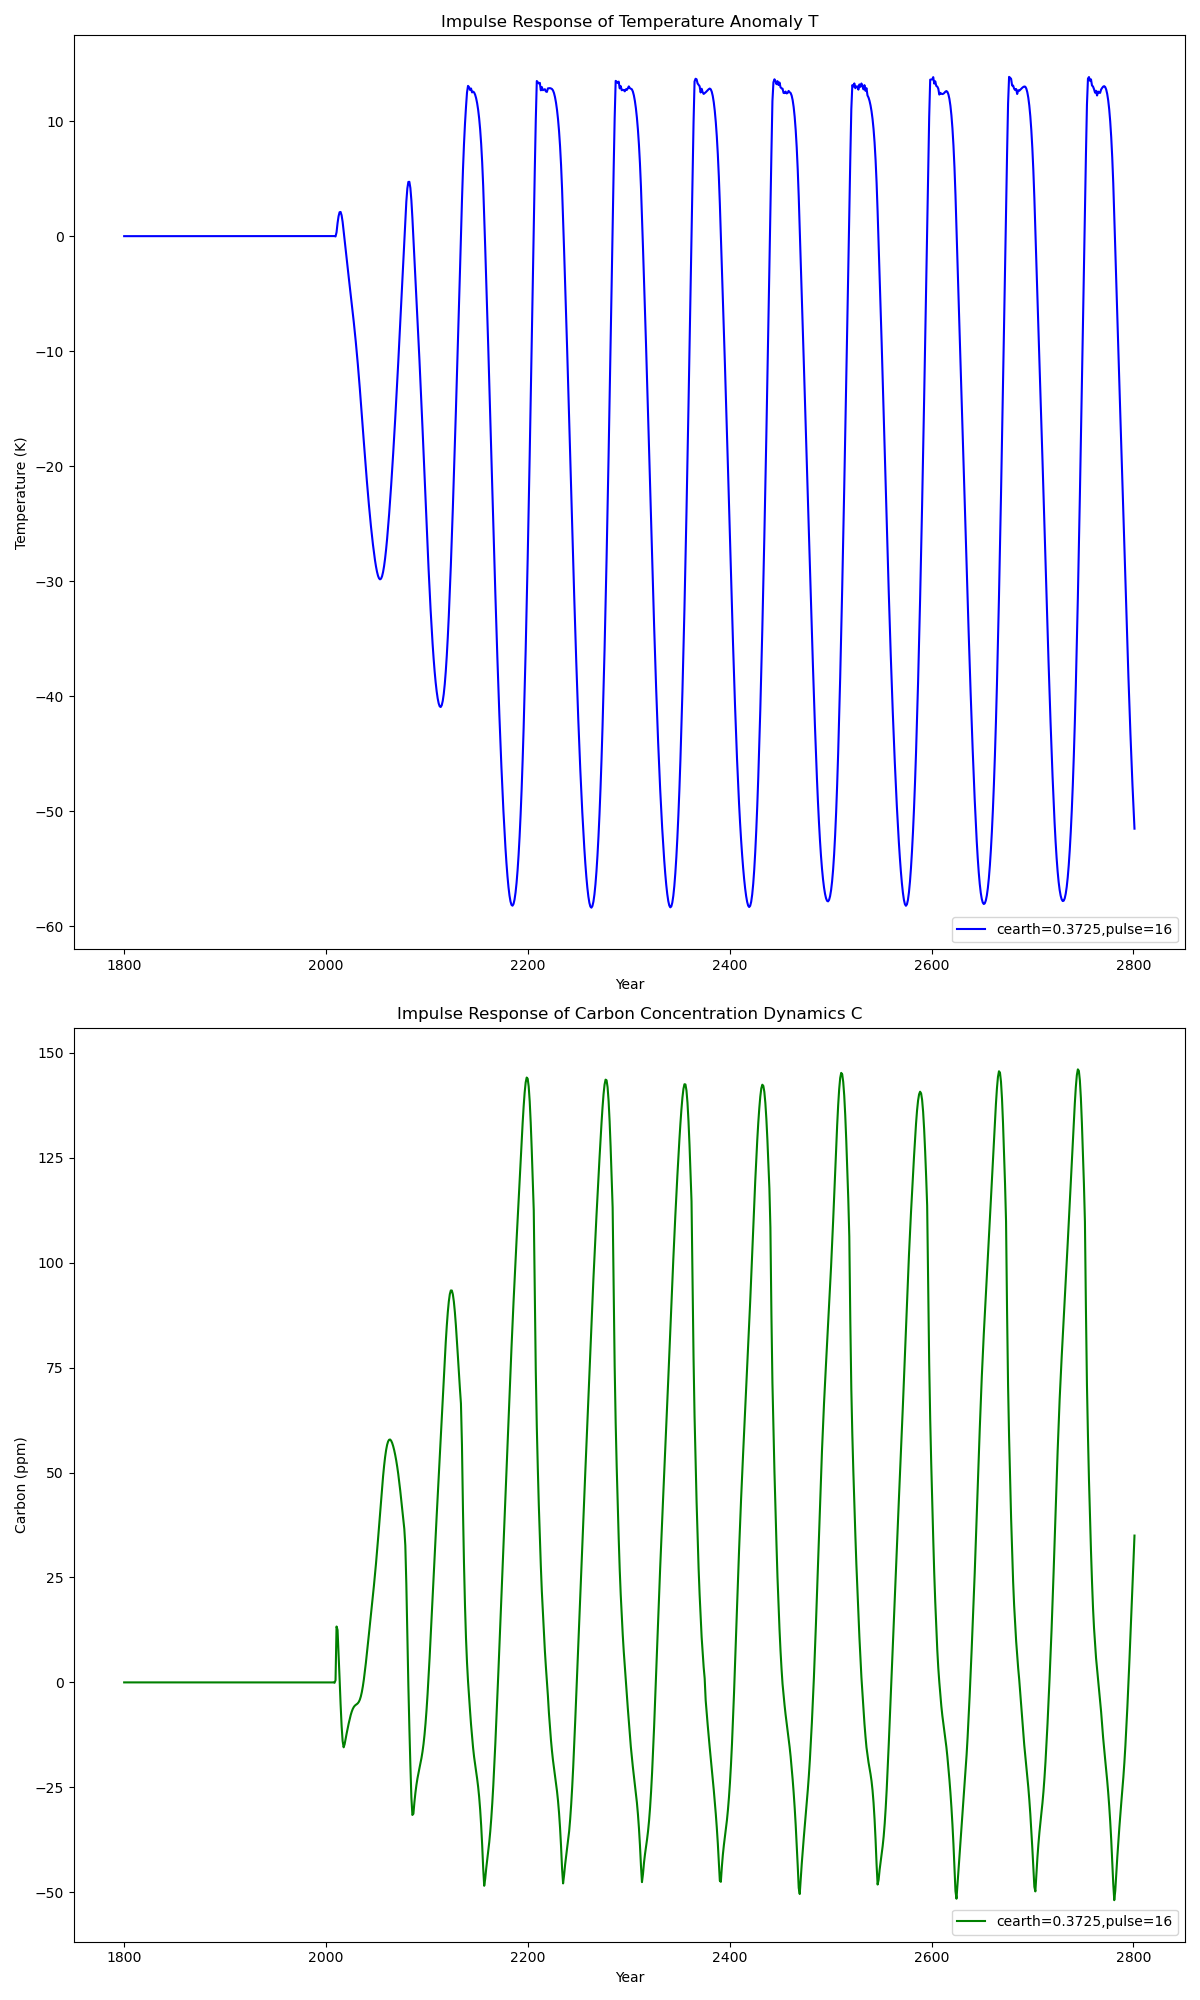 Impulse Response of Temperature Anomaly T
10
0
−10
−20
−30
−40
−50
−60
Temperature (K)
cearth=0.3725,pulse=16
1800 2000 2200 2400 2600 2800
Year
Impulse Response of Carbon Concentration Dynamics C
150
125
100
75
50
25
0
−25
−50
Carbon (ppm)
cearth=0.3725,pulse=16
1800 2000 2200 2400 2600 2800
Year